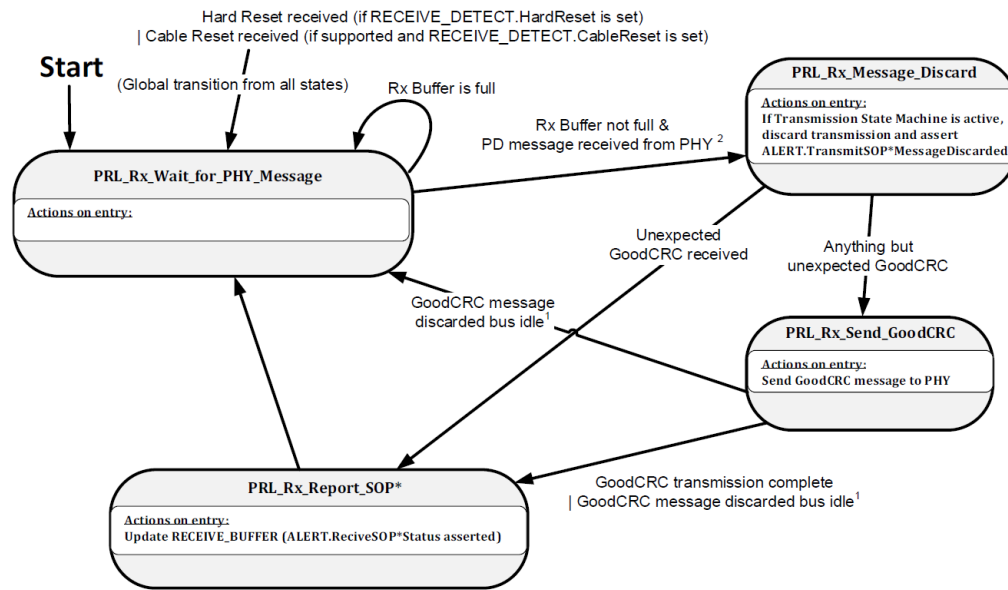 Hard Reset received (if RECEIVE_DETECT.HardReset is set)
| Cable Reset received (if supported and RECEIVE_DETECT.CableReset is set)
Start
(Global transition from all states)
Rx Buffer is full
PRL_Rx_Message_Discard
Actions on entry:
If Transmission State Machine is active,
discard transmission and assert
ALERT.TransmitSOP*MessageDiscarded
Rx Buffer not full &
PD message received from PHY 2
PRL_Rx_Wait_for_PHY_Message
Actions on entry:
Unexpected
GoodCRC received
Anything but
unexpected GoodCRC
GoodCRC message
discarded bus idle1
PRL_Rx_Send_GoodCRC
Actions on entry:
Send GoodCRC message to PHY
PRL_Rx_Report_SOP*
Actions on entry:
Update RECEIVE_BUFFER (ALERT.ReciveSOP*Status asserted)
GoodCRC transmission complete
| GoodCRC message discarded bus idle1